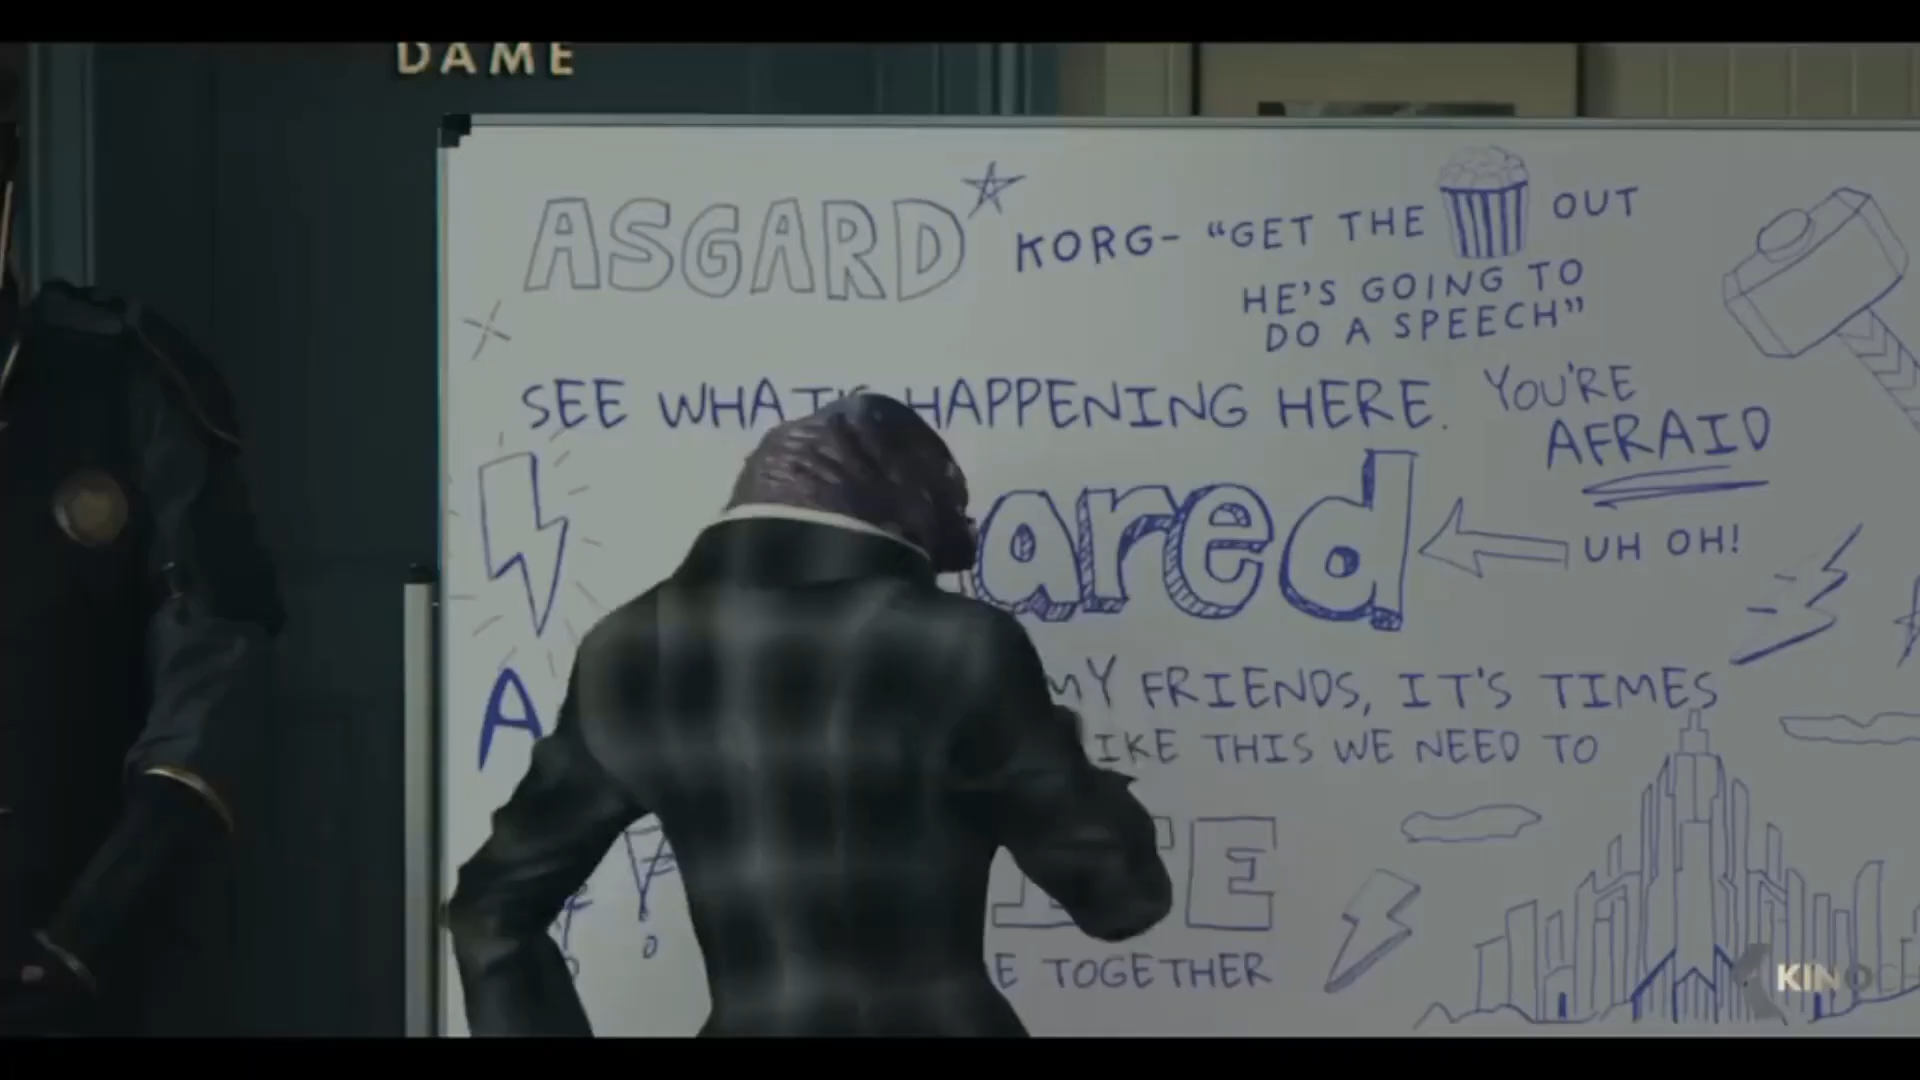 DAME
ASGARD
KORG- "GET THE OUT
HE'S GOING TO
DO A SPEECH"
SEE WHAT'S HAPPENING HERE. YOU'RE
AFRAID
ared
UH OH!
A
MY FRIENDS, IT'S TIMES
IKE THIS WE NEED TO
E
E TOGETHER
KINO